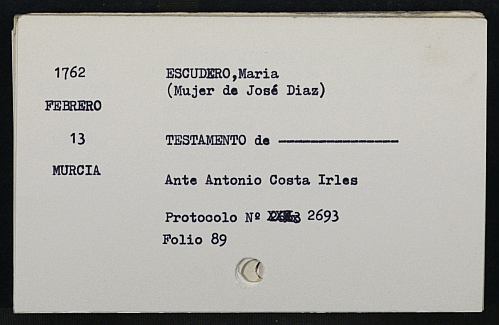 1762
FEBRERO
13
MURCIA
ESCUDERO,Maria
(Mujer de José Diaz)
TESTAMENTO de ——————
Ante Antonio Costa Irles
Protocolo Nº 2693
Folio 89